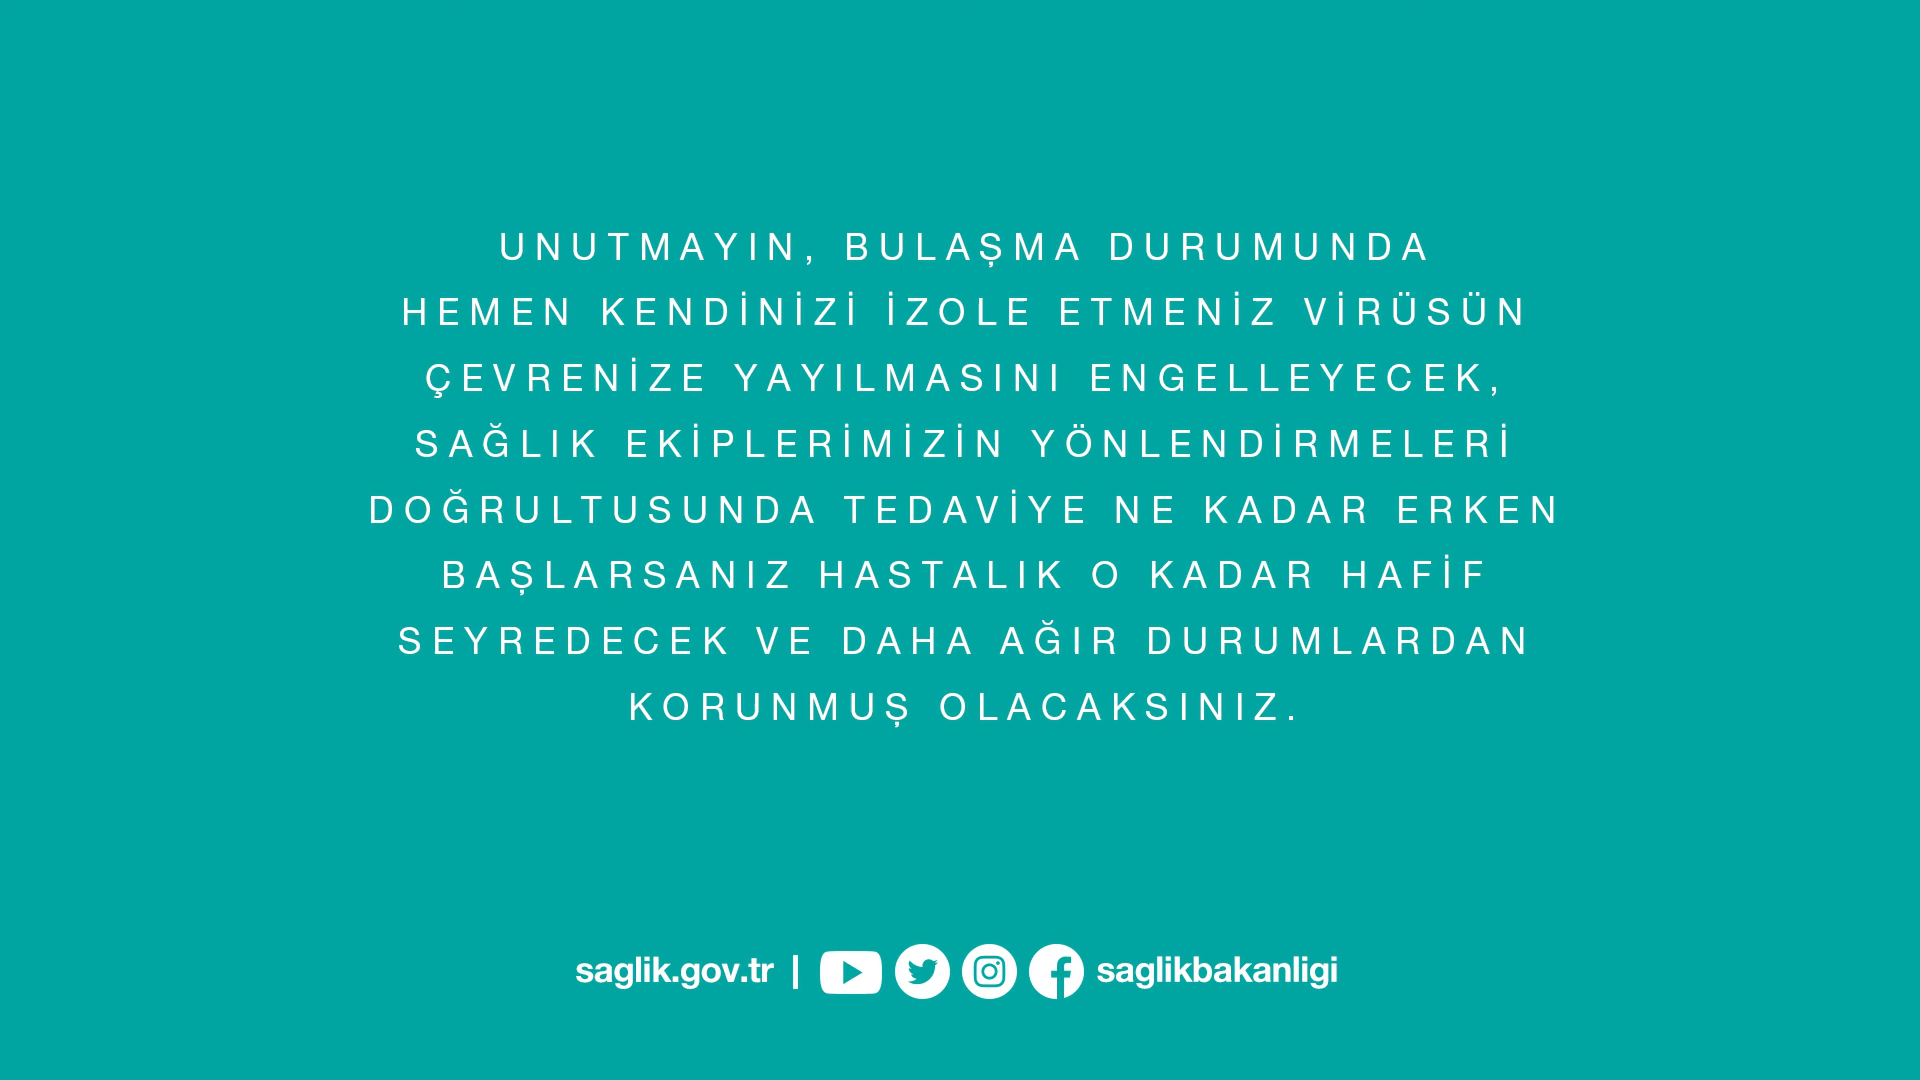 UNUTMAYIN, BULAŞMA DURUMUNDA
HEMEN KENDİNİZİ İZOLE ETMENİZ VİRÜSÜN
ÇEVRENİZE YAYILMASINI ENGELLEYECEK,
SAĞLIK EKİPLERİMİZİN YÖNLENDİRMELERİ
DOĞRULTUSUNDA TEDAVİYE NE KADAR ERKEN
BAŞLARSANIZ HASTALIK O KADAR HAFİF
SEYREDECEK VE DAHA AĞIR DURUMLARDAN
KORUNMUŞ OLACAKSINIZ.
saglik.gov.tr | saglikbakanligi